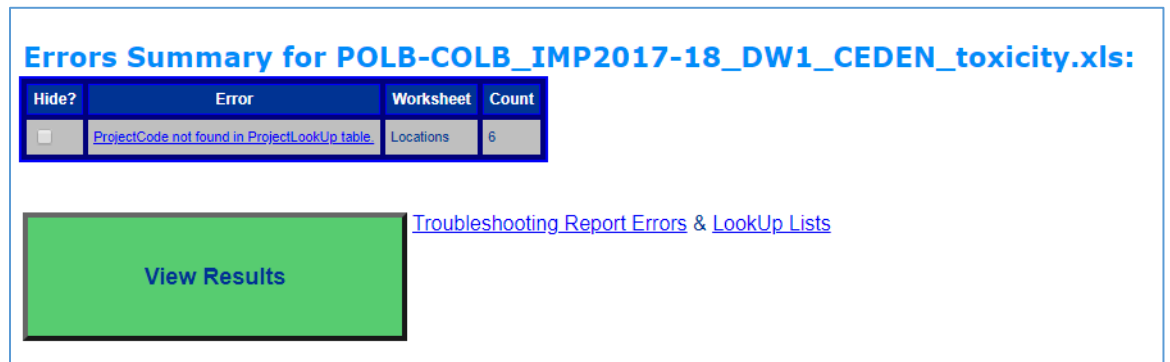 Errors Summary for POLB-COLB_IMP2017-18_DW1_CEDEN_toxicity.xls:
Hide? Error Worksheet Count
ProjectCode not found in ProjectLookUp table. Locations 6
Troubleshooting Report Errors & LookUp Lists
View Results